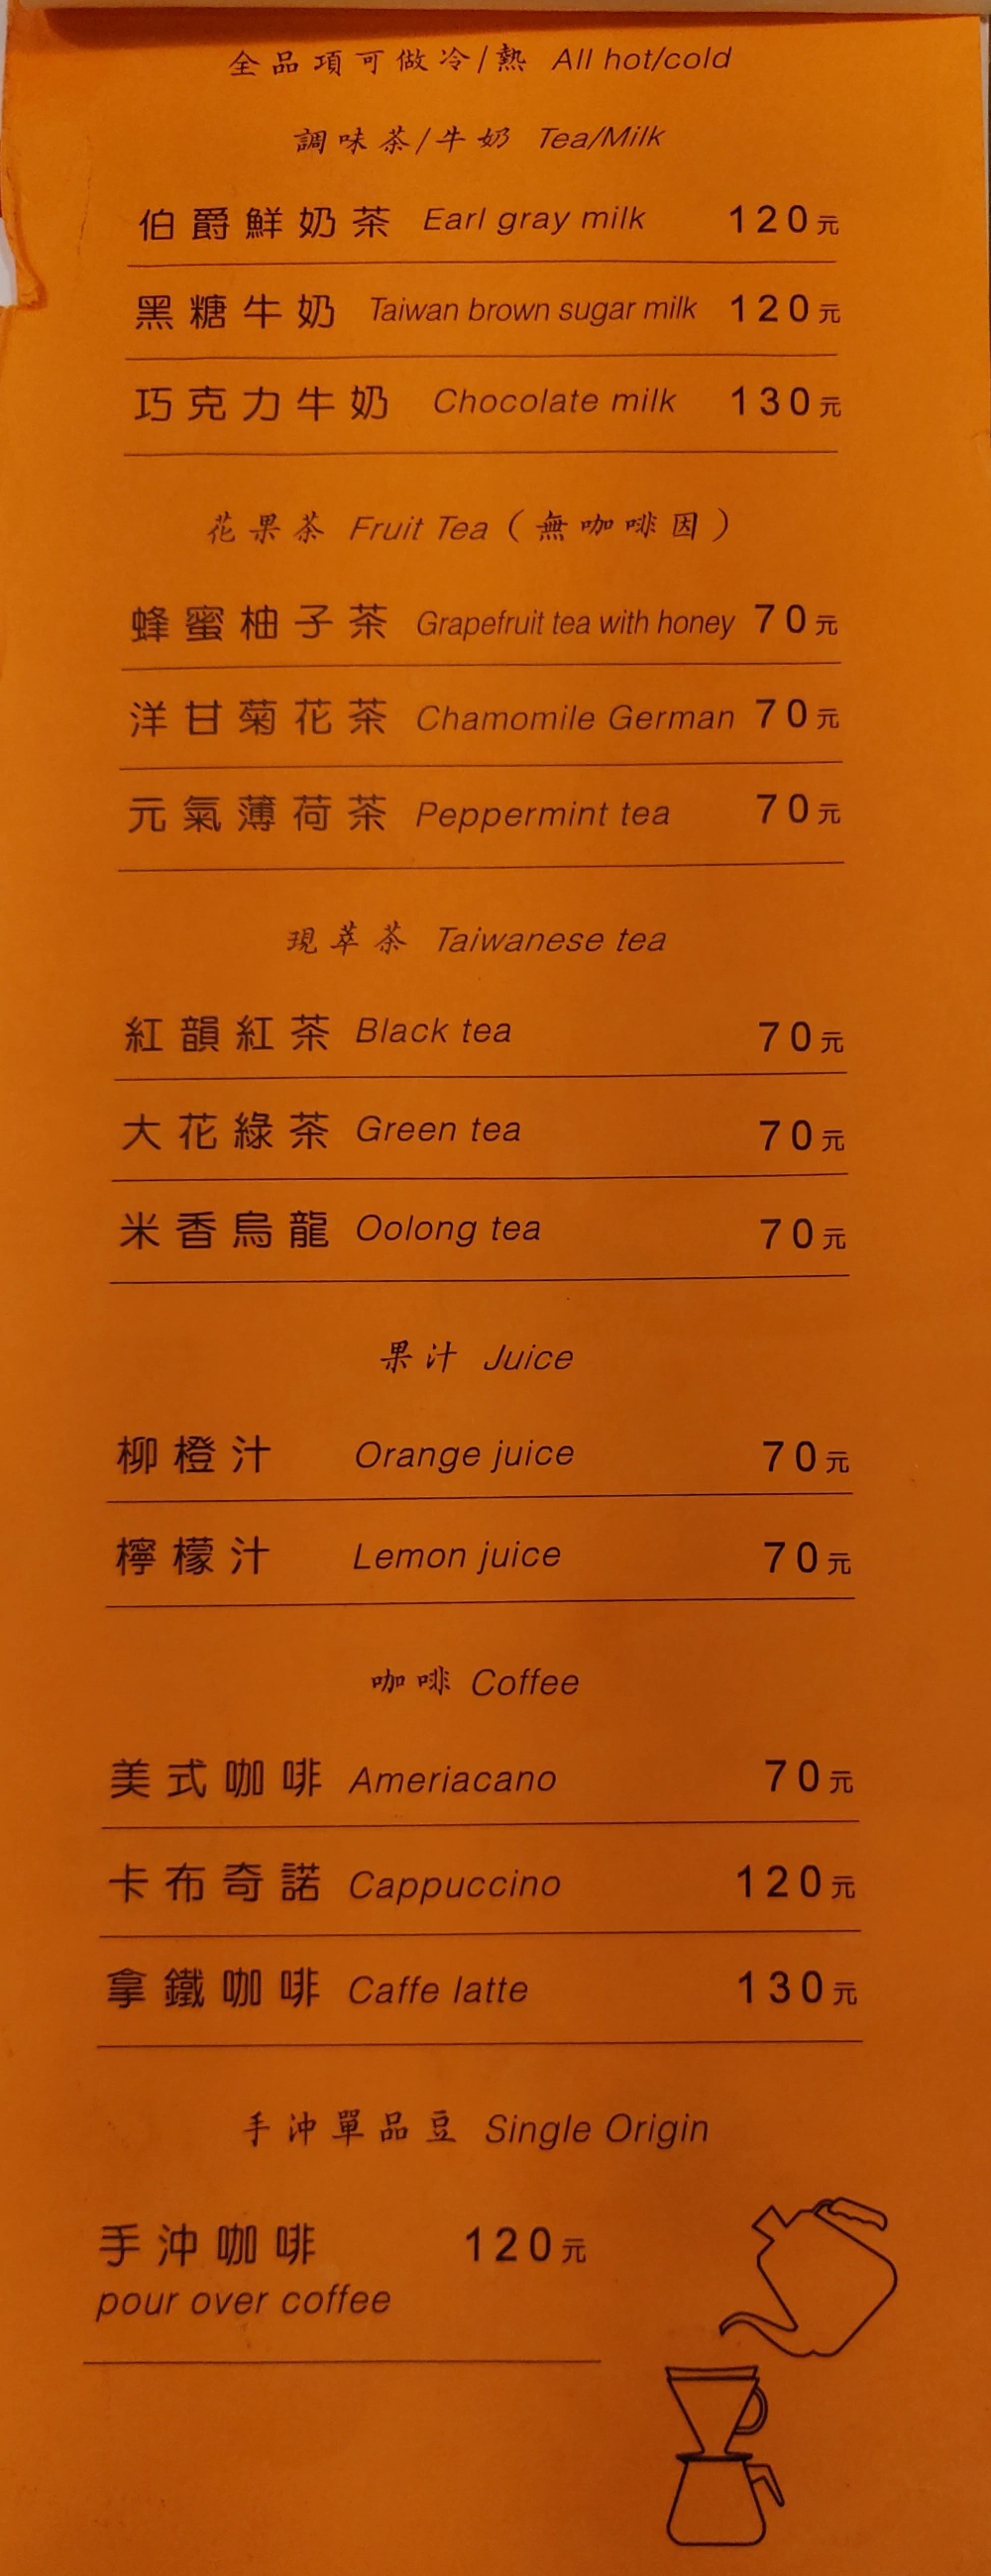 全品項可做冷/熱 All hot/cold
調味茶/牛奶 Tea/Milk
伯爵鮮奶茶 Earl gray milk 120元
黑糖牛奶 Taiwan brown sugar milk 120元
巧克力牛奶 Chocolate milk 130元
花果茶 Fruit Tea (無咖啡因)
蜂蜜柚子茶 Grapefruit tea with honey 70元
洋甘菊花茶 Chamomile German 70元
元氣薄荷茶 Peppermint tea 70元
現萃茶 Taiwanese tea
紅韻紅茶 Black tea 70元
大花綠茶 Green tea 70元
米香烏龍 Oolong tea 70元
果汁 Juice
柳橙汁 Orange juice 70元
檸檬汁 Lemon juice 70元
咖啡 Coffee
美式咖啡 Ameriacano 70元
卡布奇諾 Cappuccino 120元
拿鐵咖啡 Caffe latte 130元
手沖單品豆 Single Origin
手沖咖啡 120元
pour over coffee